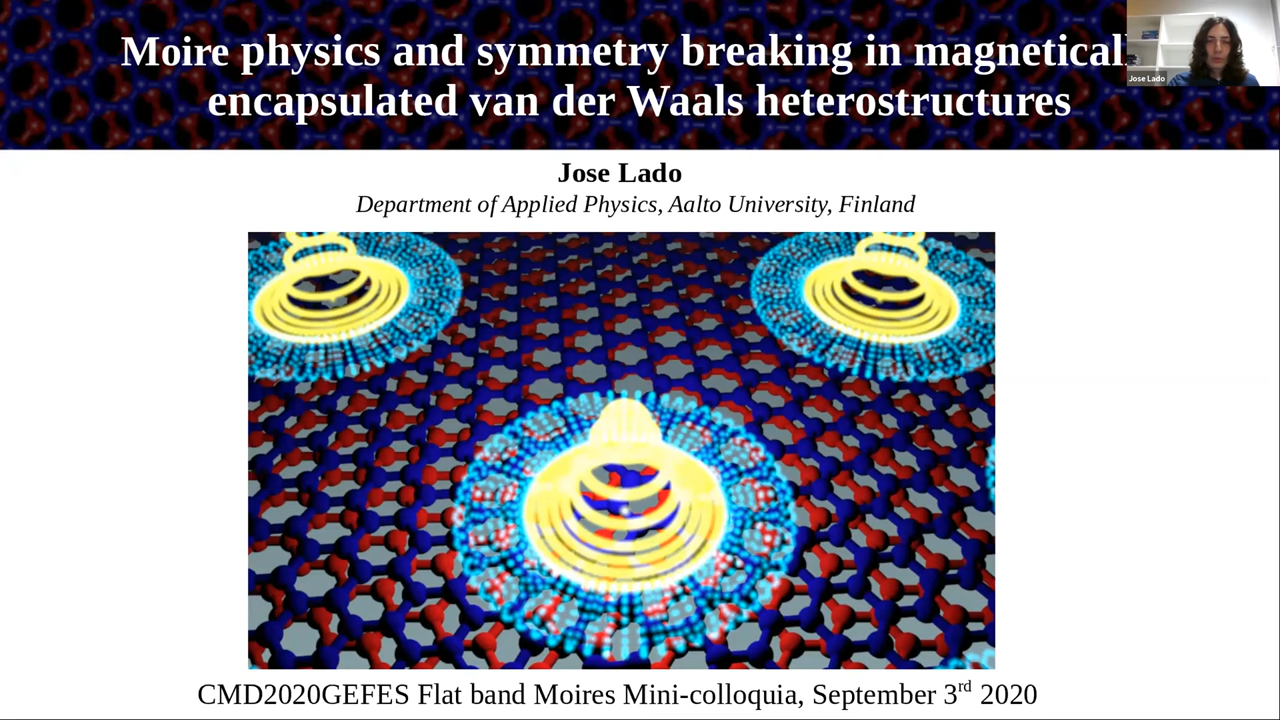 Moire physics and symmetry breaking in magnetical
encapsulated van der Waals heterostructures
Jose Lado
Jose Lado
Department of Applied Physics, Aalto University, Finland
CMD2020GEFES Flat band Moires Mini-colloquia, September 3rd 2020